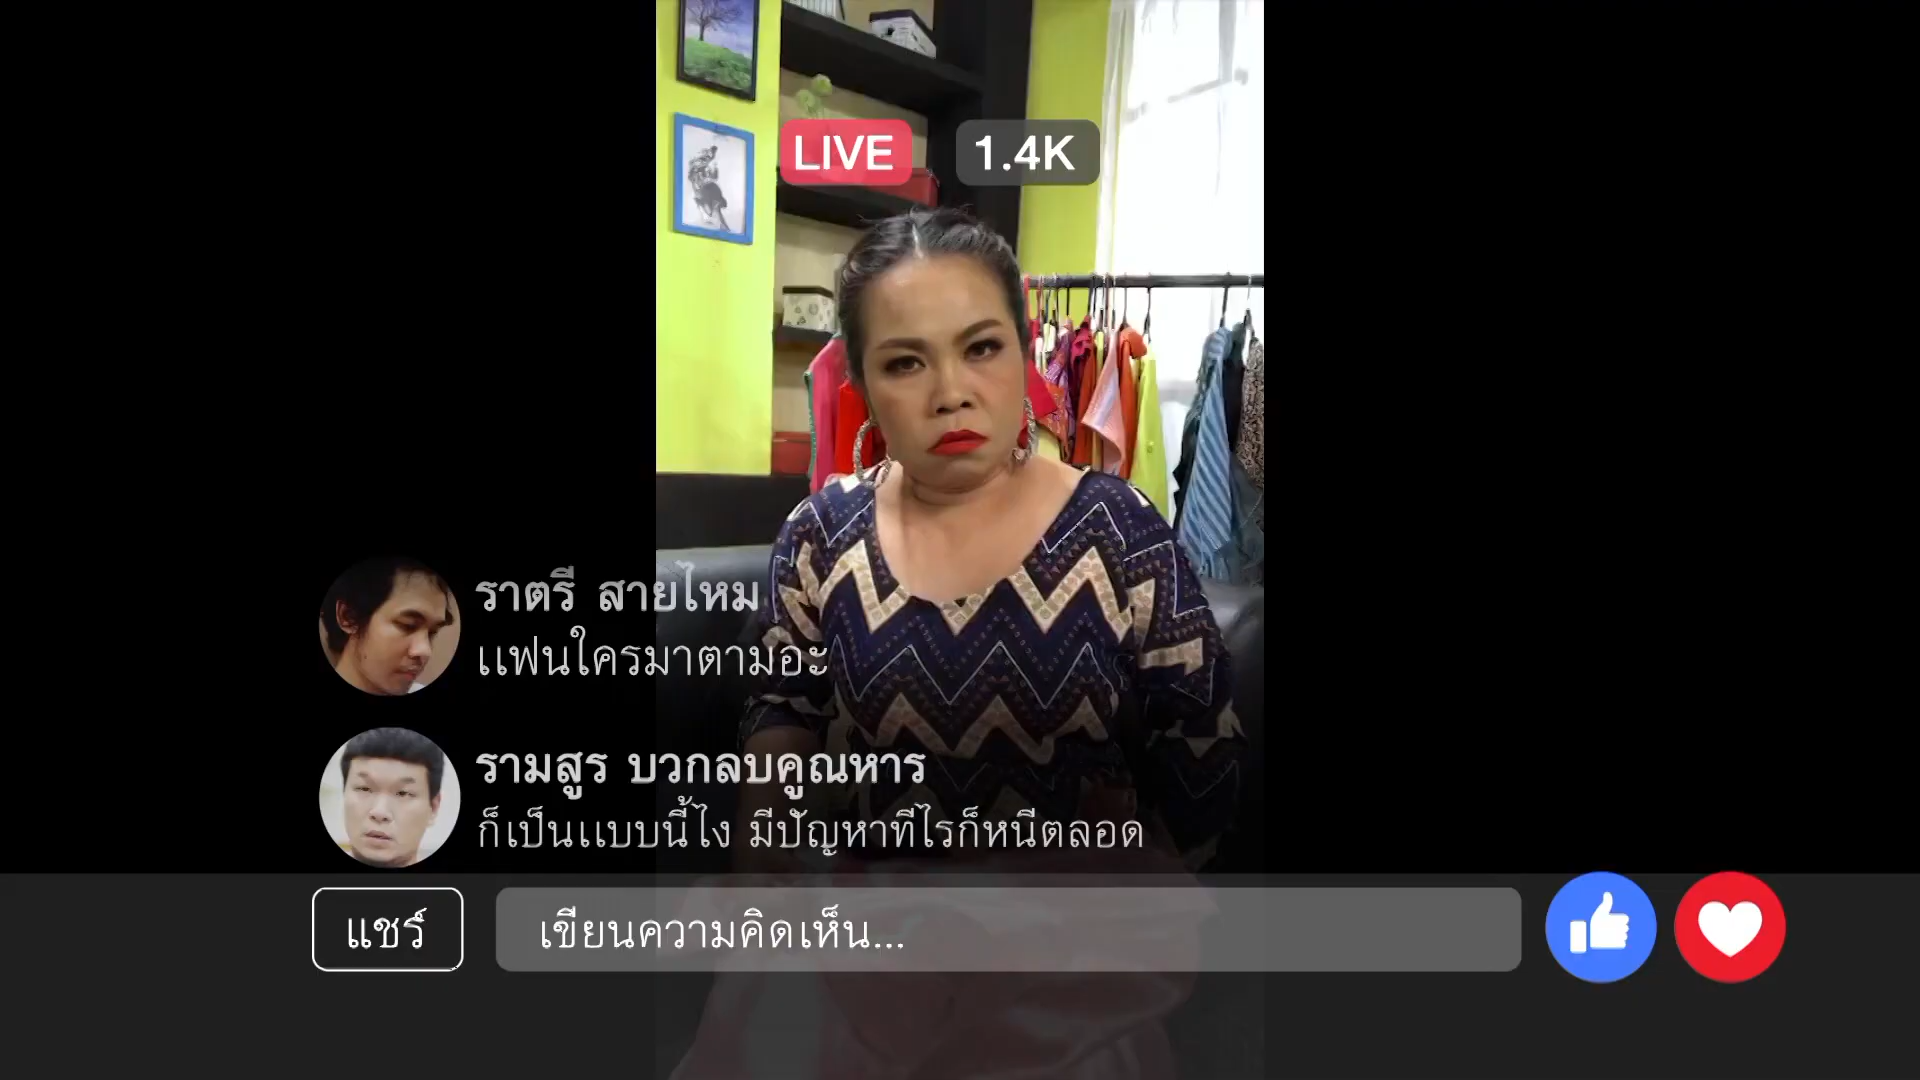 LIVE 1.4K
ราตรี สายไหม
แฟนใครมาตามอะ
รามสูร บวกลบคูณหาร
ก็เป็นแบบนี้ไง มีปัญหาทีไรก็หนีตลอด
แชร์ เขียนความคิดเห็น...